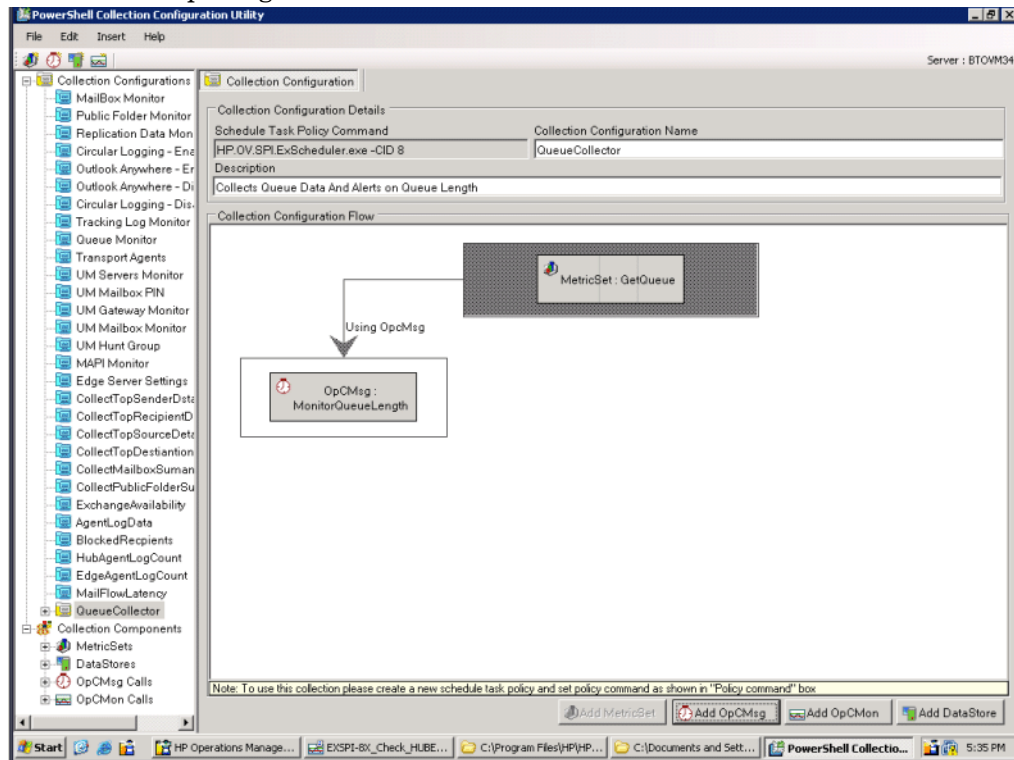 PowerShell Collection Configuration Utility
File Edit Insert Help
Server : BTOVM34
Collection Configurations
MailBox Monitor
Public Folder Monitor
Replication Data Mon
Circular Logging - Ena
Outlook Anywhere - Er
Outlook Anywhere - Di
Circular Logging - Dis
Tracking Log Monitor
Queue Monitor
Transport Agents
UM Servers Monitor
UM Mailbox PIN
UM Gateway Monitor
UM Mailbox Monitor
UM Hunt Group
MAPI Monitor
Edge Server Settings
CollectTopSenderDsta
CollectTopRecipientD
CollectTopSourceDeta
CollectTopDestiantion
CollectMailboxSuman
CollectPublicFolderSu
ExchangeAvailability
AgentLogData
BlockedRecpients
HubAgentLogCount
EdgeAgentLogCount
MailFlowLatency
QueueCollector
Collection Components
MetricSets
DataStores
OpCMsg Calls
OpCMon Calls
Collection Configuration
Collection Configuration Details
Schedule Task Policy Command Collection Configuration Name
HP.OV.SPI.ExScheduler.exe -CID 8 QueueCollector
Description
Collects Queue Data And Alerts on Queue Length
Collection Configuration Flow
MetricSet : GetQueue
Using OpcMsg
OpCMsg :
MonitorQueueLength
Note: To use this collection please create a new schedule task policy and set policy command as shown in "Policy command" box
Add MetricSet Add OpCMsg Add OpCMon Add DataStore
Start HP Operations Manage... EXSPI-8X_Check_HUBE... C:\Program Files\HP\HP... C:\Documents and Sett... PowerShell Collectio... 5:35 PM